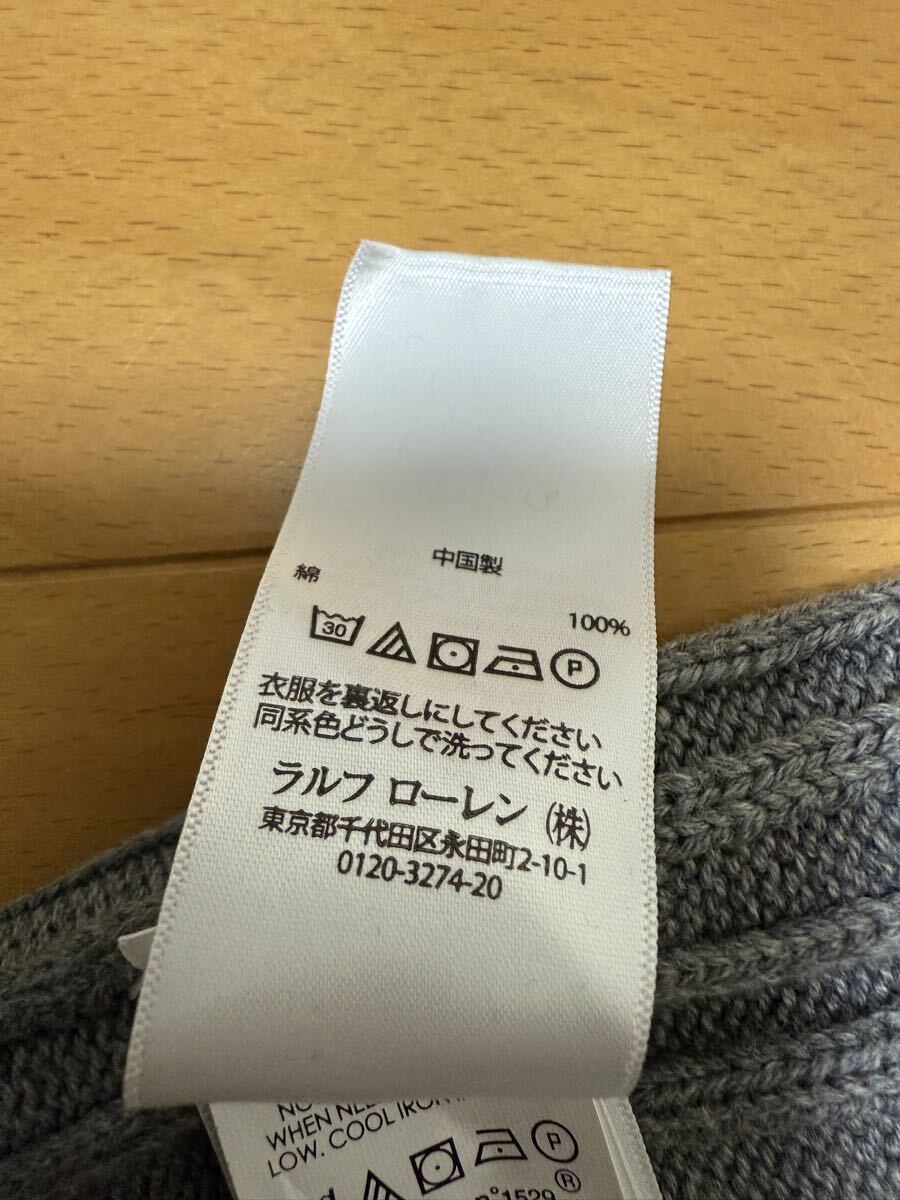 中国製
綿 100%
30 P
衣服を裏返しにしてください
同系色どうしで洗ってください
ラルフ ローレン（株）
東京都千代田区永田町2-10-1
0120-3274-20
WHEN
LOW. COOL IRON
P
n°1529 ®